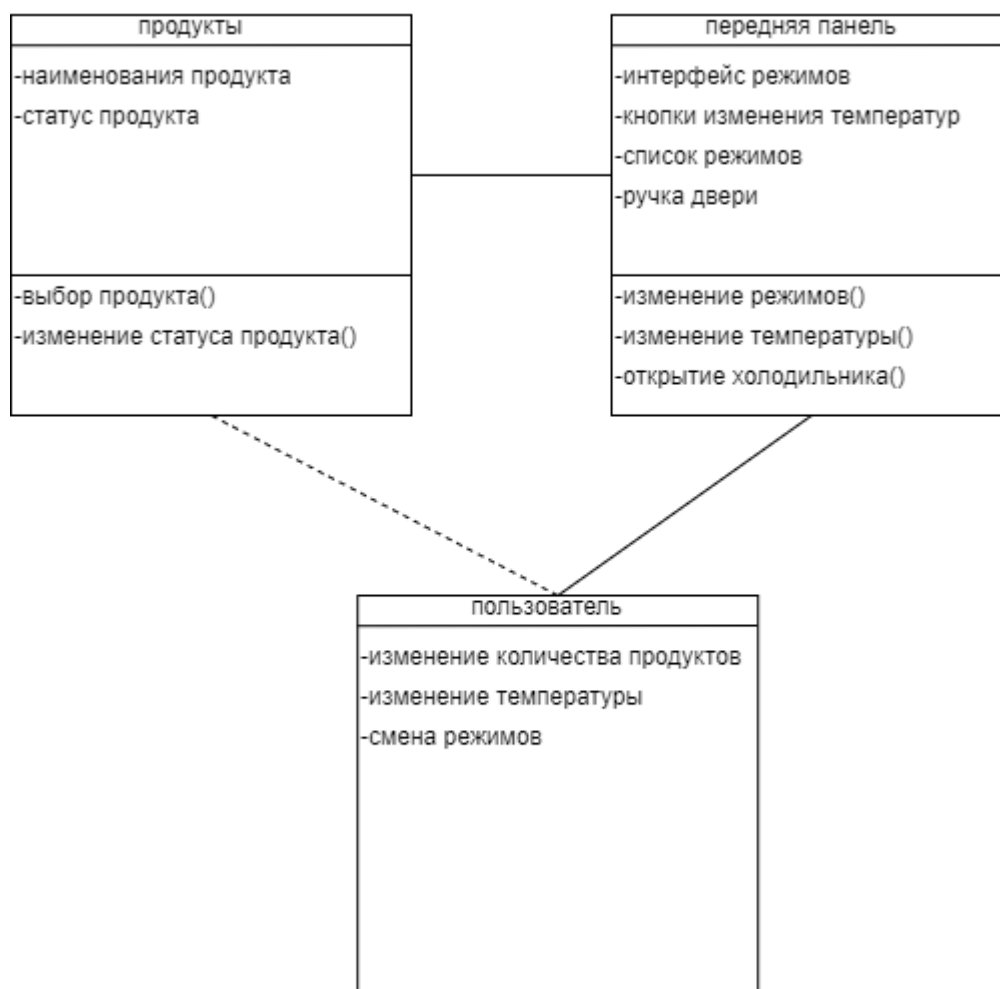 продукты
-наименования продукта
-статус продукта
-выбор продукта()
-изменение статуса продукта()
передняя панель
-интерфейс режимов
-кнопки изменения температур
-список режимов
-ручка двери
-изменение режимов()
-изменение температуры()
-открытие холодильника()
пользователь
-изменение количества продуктов
-изменение температуры
-смена режимов